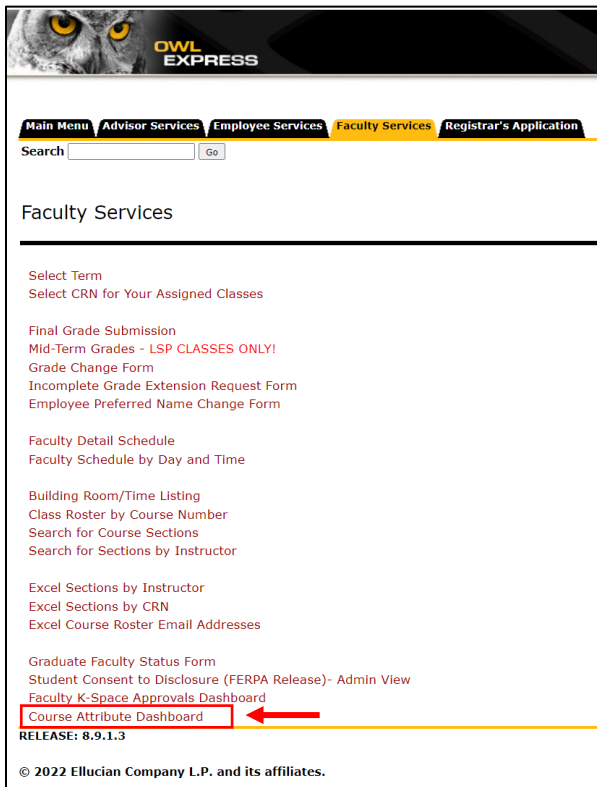 OWL
EXPRESS
Main Menu Advisor Services Employee Services Faculty Services Registrar's Application
Search Go
Faculty Services
Select Term
Select CRN for Your Assigned Classes
Final Grade Submission
Mid-Term Grades - LSP CLASSES ONLY!
Grade Change Form
Incomplete Grade Extension Request Form
Employee Preferred Name Change Form
Faculty Detail Schedule
Faculty Schedule by Day and Time
Building Room/Time Listing
Class Roster by Course Number
Search for Course Sections
Search for Sections by Instructor
Excel Sections by Instructor
Excel Sections by CRN
Excel Course Roster Email Addresses
Graduate Faculty Status Form
Student Consent to Disclosure (FERPA Release)- Admin View
Faculty K-Space Approvals Dashboard
Course Attribute Dashboard
RELEASE: 8.9.1.3
© 2022 Ellucian Company L.P. and its affiliates.